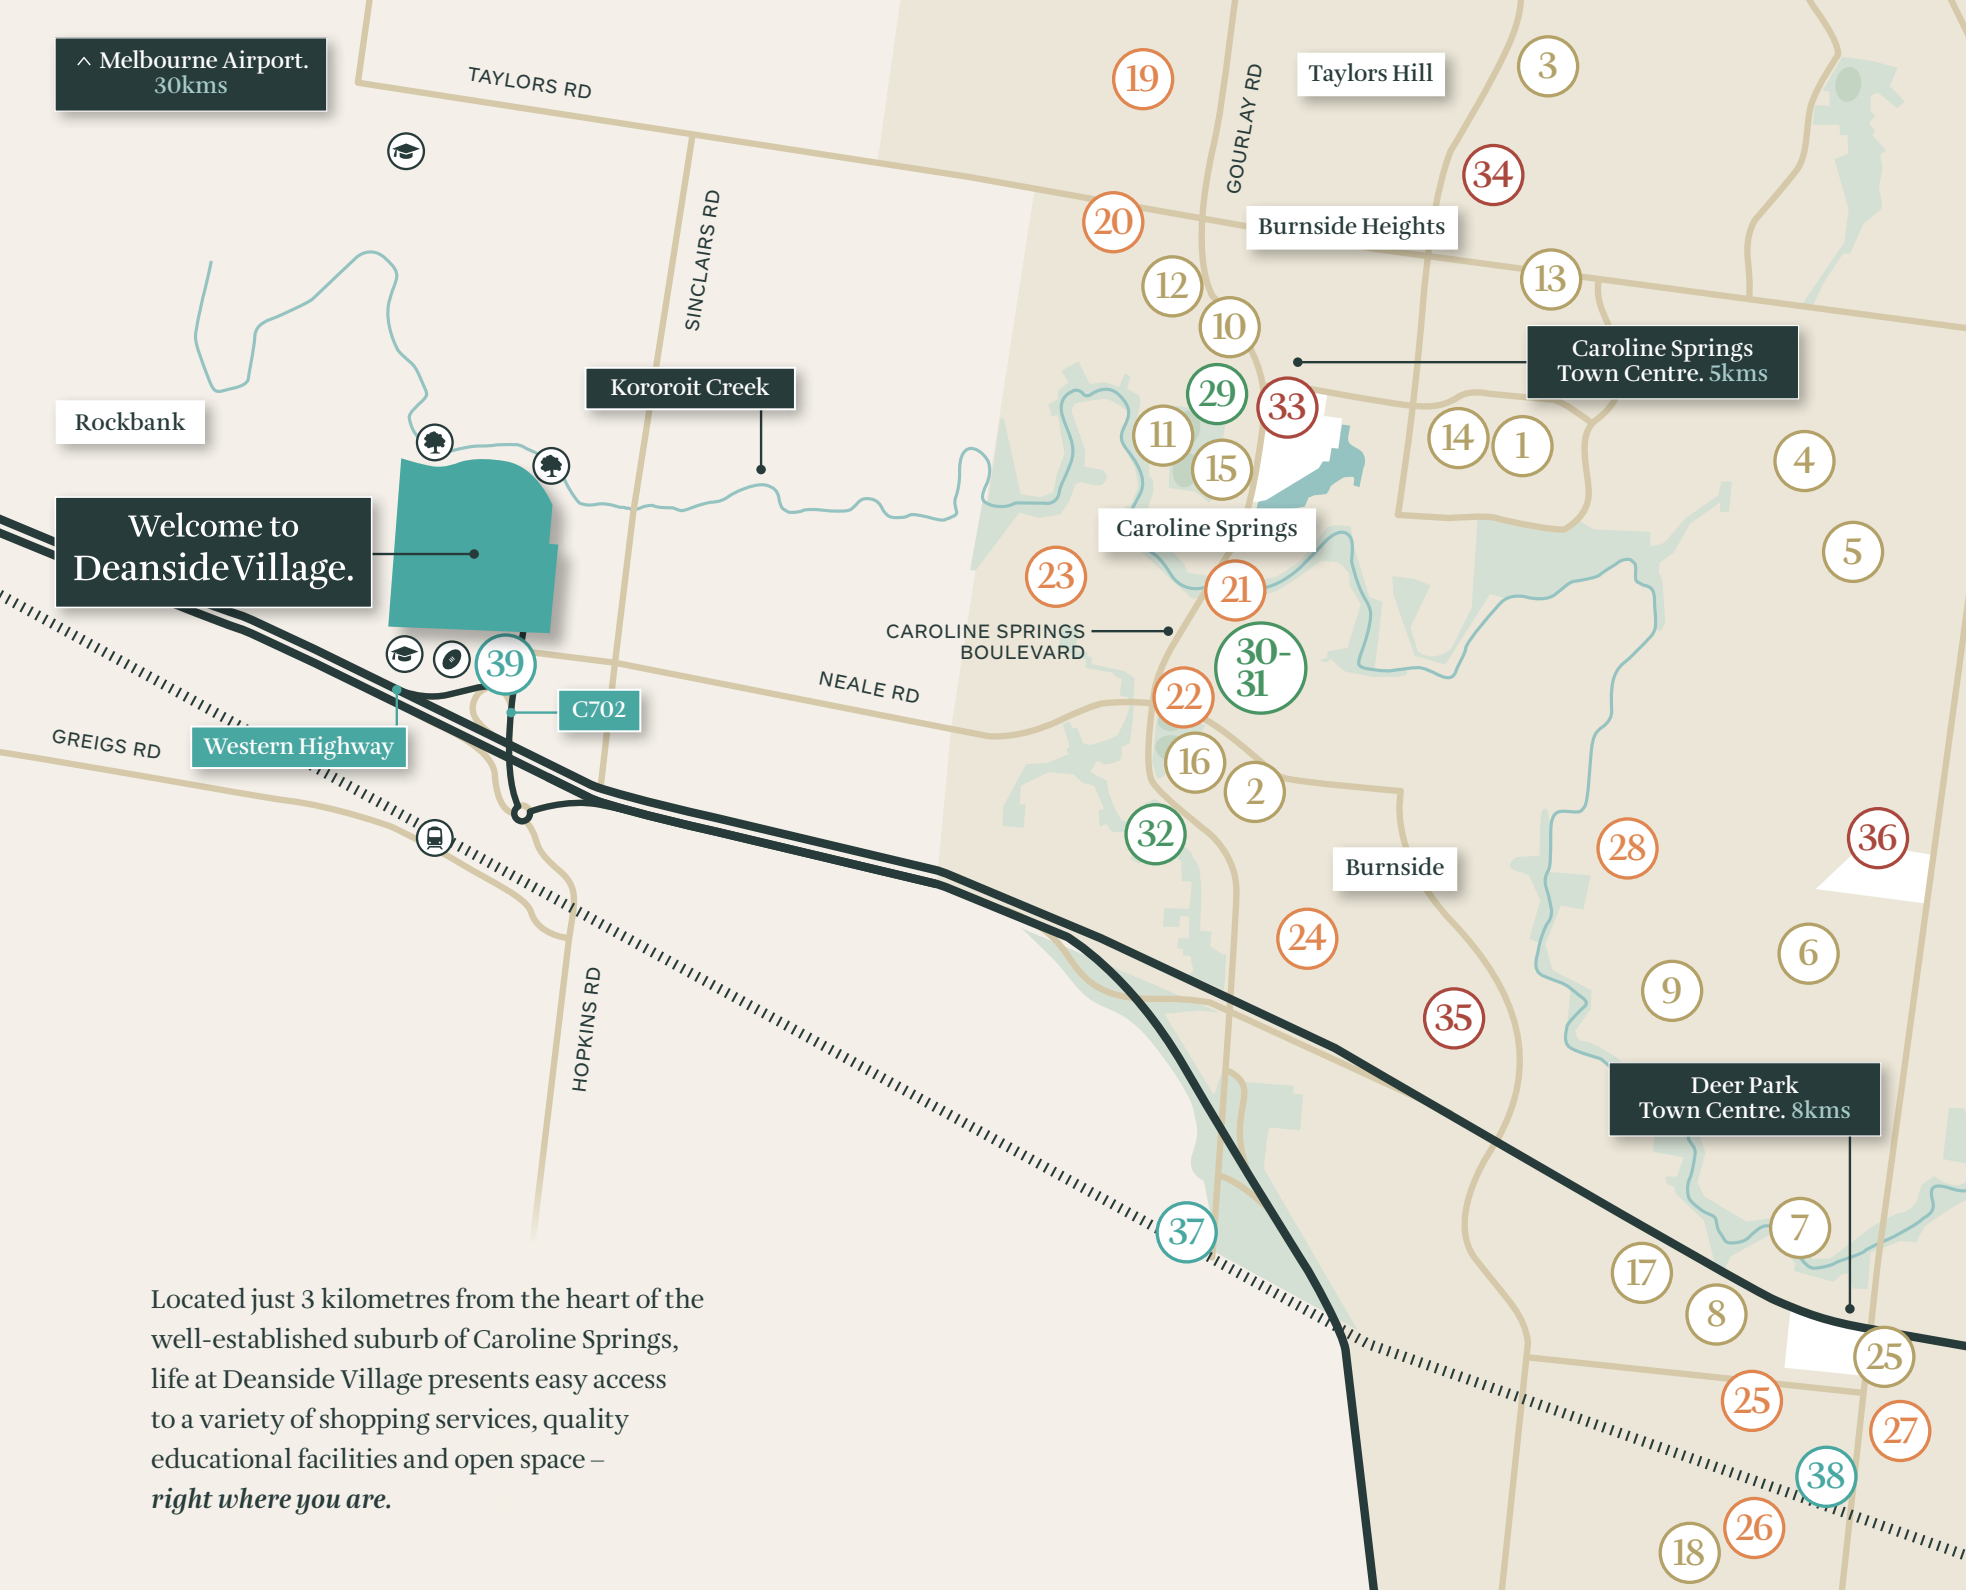 ^ Melbourne Airport.
30kms
TAYLORS RD
19
GOURLAY RD
Taylors Hill
3
34
SINCLAIRS RD
20
Burnside Heights
12
13
10
Caroline Springs
Town Centre. 5kms
Kororoit Creek
29
33
Rockbank
11
14
1
15
4
Welcome to
Deanside Village.
Caroline Springs
5
23
21
CAROLINE SPRINGS
BOULEVARD
30-
31
39
NEALE RD
22
C702
GREIGS RD
Western Highway
16
2
32
28
36
Burnside
24
6
9
HOPKINS RD
35
Deer Park
Town Centre. 8kms
37
7
17
8
25
25
27
38
26
18
Located just 3 kilometres from the heart of the
well-established suburb of Caroline Springs,
life at Deanside Village presents easy access
to a variety of shopping services, quality
educational facilities and open space –
right where you are.